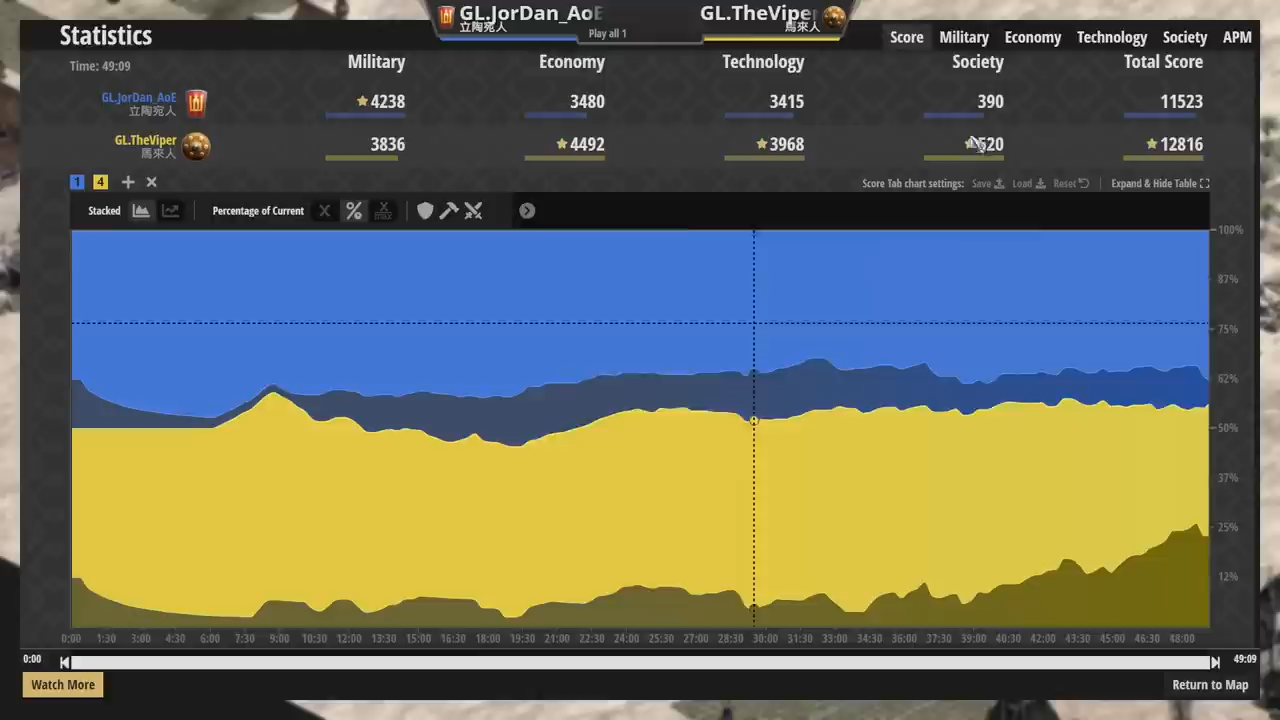 GL.JorDan_AoE
立陶宛人
Play all 1
GL.TheViper
馬來人
Statistics
Score Military Economy Technology Society APM
Time: 49:09
Military Economy Technology Society Total Score
GL.JorDan_AoE
立陶宛人
4238 3480 3415 390 11523
GL.TheViper
馬來人
3836 4492 3968 520 12816
1 4
Score Tab chart settings: Save Load Reset Expand & Hide Table
Stacked Percentage of Current X % X max
100%
87%
75%
62%
50%
37%
25%
12%
0:00 1:30 3:00 4:30 6:00 7:30 9:00 10:30 12:00 13:30 15:00 16:30 18:00 19:30 21:00 22:30 24:00 25:30 27:00 28:30 30:00 31:30 33:00 34:30 36:00 37:30 39:00 40:30 42:00 43:30 45:00 46:30 48:00
0:00 49:09
Watch More Return to Map